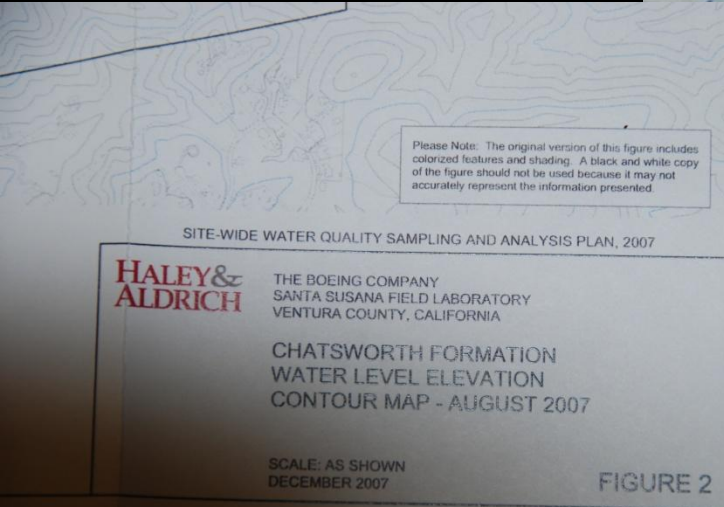 Please Note: The original version of this figure includes
colorized features and shading. A black and white copy
of the figure should not be used because it may not
accurately represent the information presented.
SITE-WIDE WATER QUALITY SAMPLING AND ANALYSIS PLAN, 2007
HALEY&
ALDRICH
THE BOEING COMPANY
SANTA SUSANA FIELD LABORATORY
VENTURA COUNTY, CALIFORNIA
CHATSWORTH FORMATION
WATER LEVEL ELEVATION
CONTOUR MAP - AUGUST 2007
SCALE: AS SHOWN
DECEMBER 2007
FIGURE 2